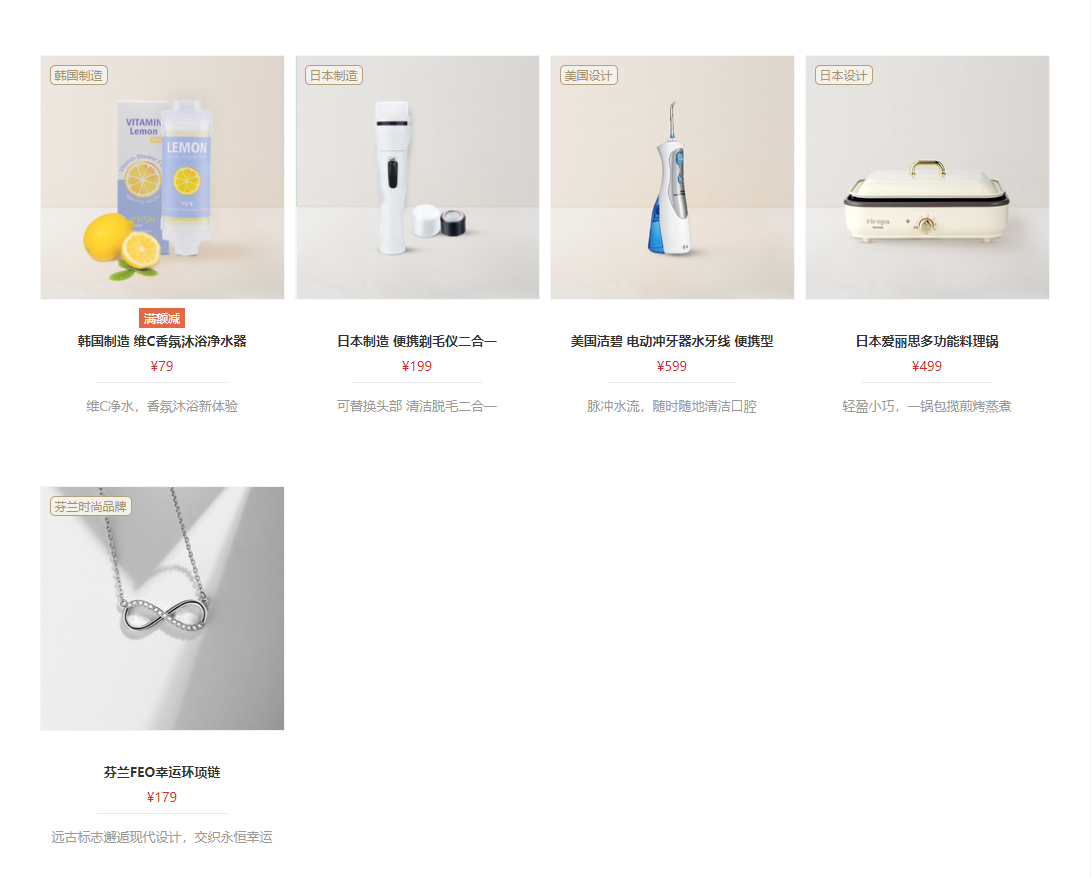 韩国制造
日本制造
美国设计
日本设计
VITAMIN
Lemon
LEMON
Vitamin Shower
ricopa
满额减
韩国制造 维C香氛沐浴净水器
日本制造 便携剃毛仪二合一
美国洁碧 电动冲牙器水牙线 便携型
日本爱丽思多功能料理锅
¥79
¥199
¥599
¥499
维C净水，香氛沐浴新体验
可替换头部 清洁脱毛二合一
脉冲水流，随时随地清洁口腔
轻盈小巧，一锅包揽煎烤蒸煮
芬兰时尚品牌
芬兰FEO幸运环项链
¥179
远古标志邂逅现代设计，交织永恒幸运